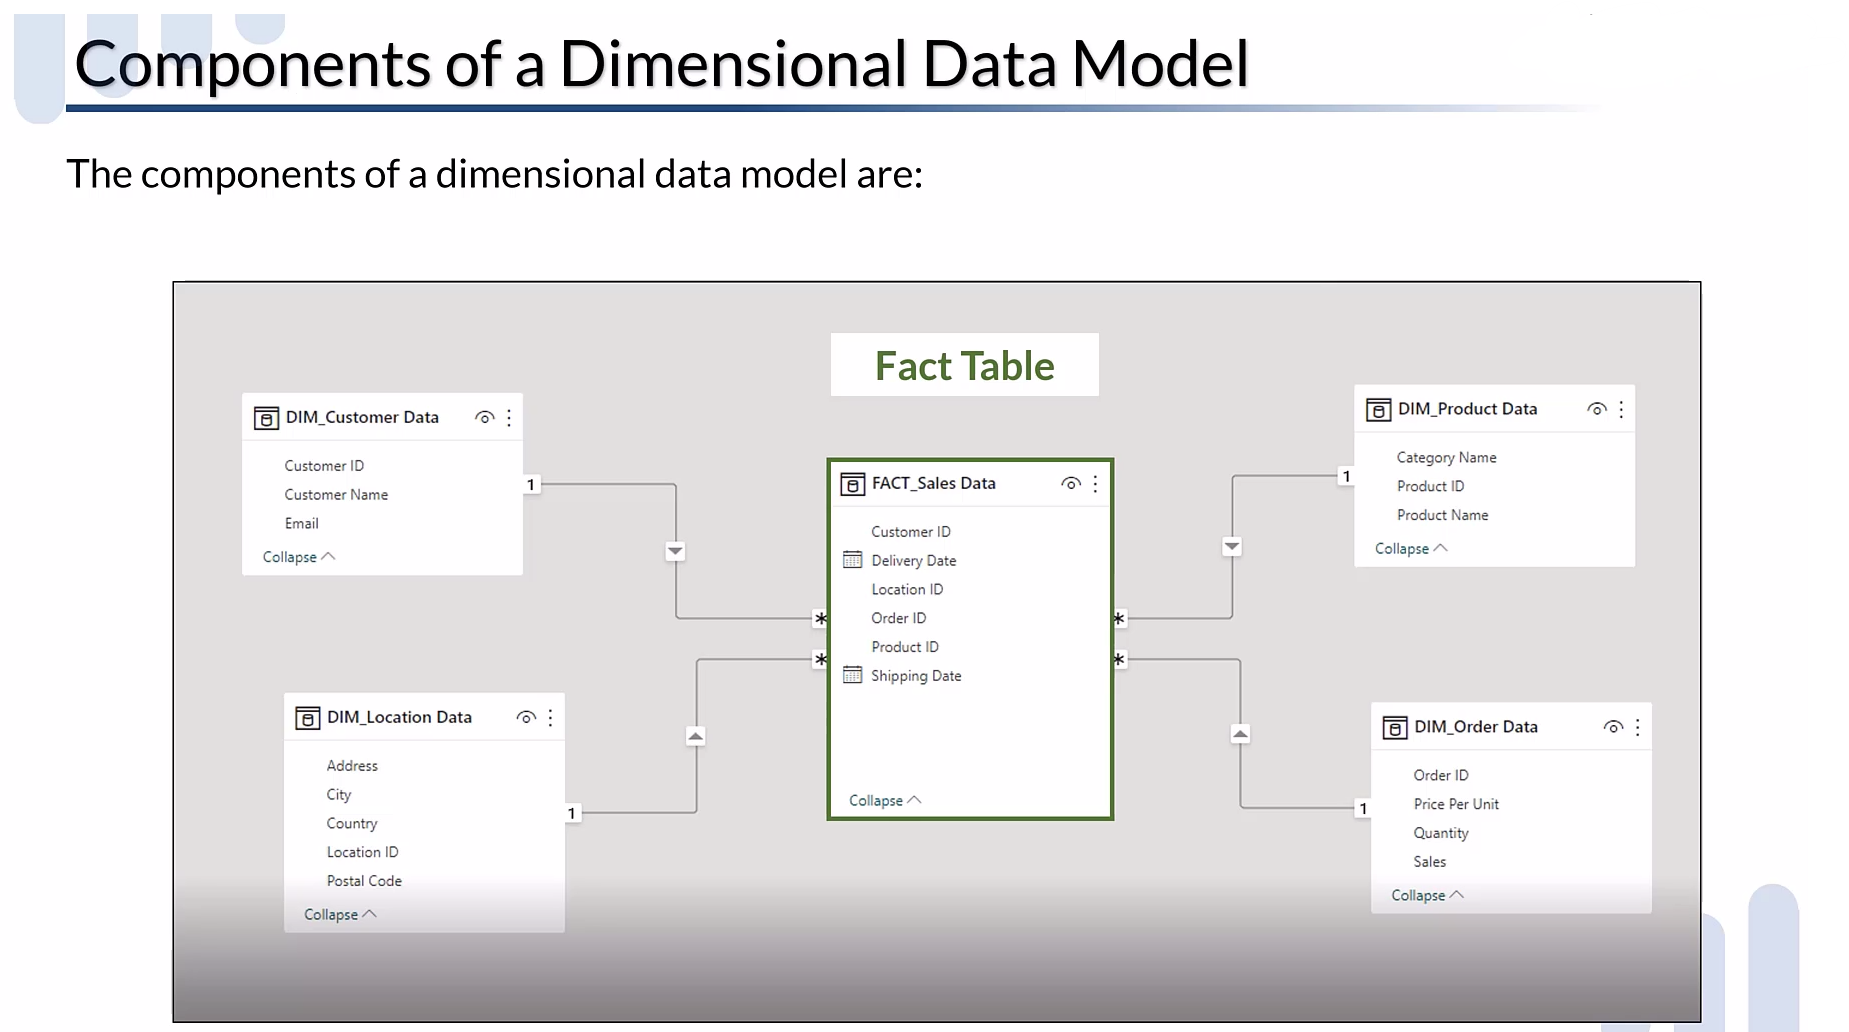 Components of a Dimensional Data Model
The components of a dimensional data model are:
Fact Table
DIM_Customer Data
Customer ID
Customer Name
Email
Collapse
1
FACT_Sales Data
Customer ID
Delivery Date
Location ID
Order ID
Product ID
Shipping Date
Collapse
*
*
*
*
DIM_Product Data
Category Name
Product ID
Product Name
Collapse
1
DIM_Location Data
Address
City
Country
Location ID
Postal Code
Collapse
1
DIM_Order Data
Order ID
Price Per Unit
Quantity
Sales
Collapse
1